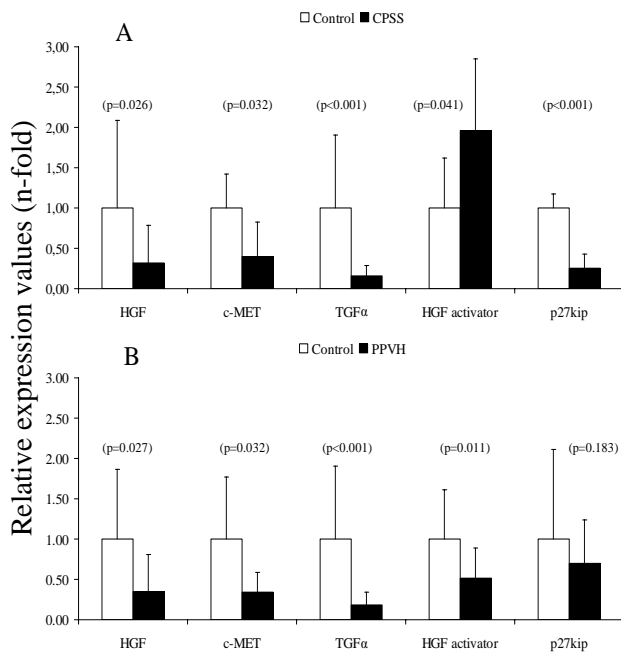 Control CPSS
A
3,00
2,50
2,00
1,50
1,00
0,50
0,00
(p=0.026) (p=0.032) (p<0.001) (p=0.041) (p<0.001)
HGF c-MET TGFα HGF activator p27kip
Relative expression values (n-fold)
Control PPVH
B
3.00
2.50
2.00
1.50
1.00
0.50
0.00
(p=0.027) (p=0.032) (p<0.001) (p=0.011) (p=0.183)
HGF c-MET TGFα HGF activator p27kip